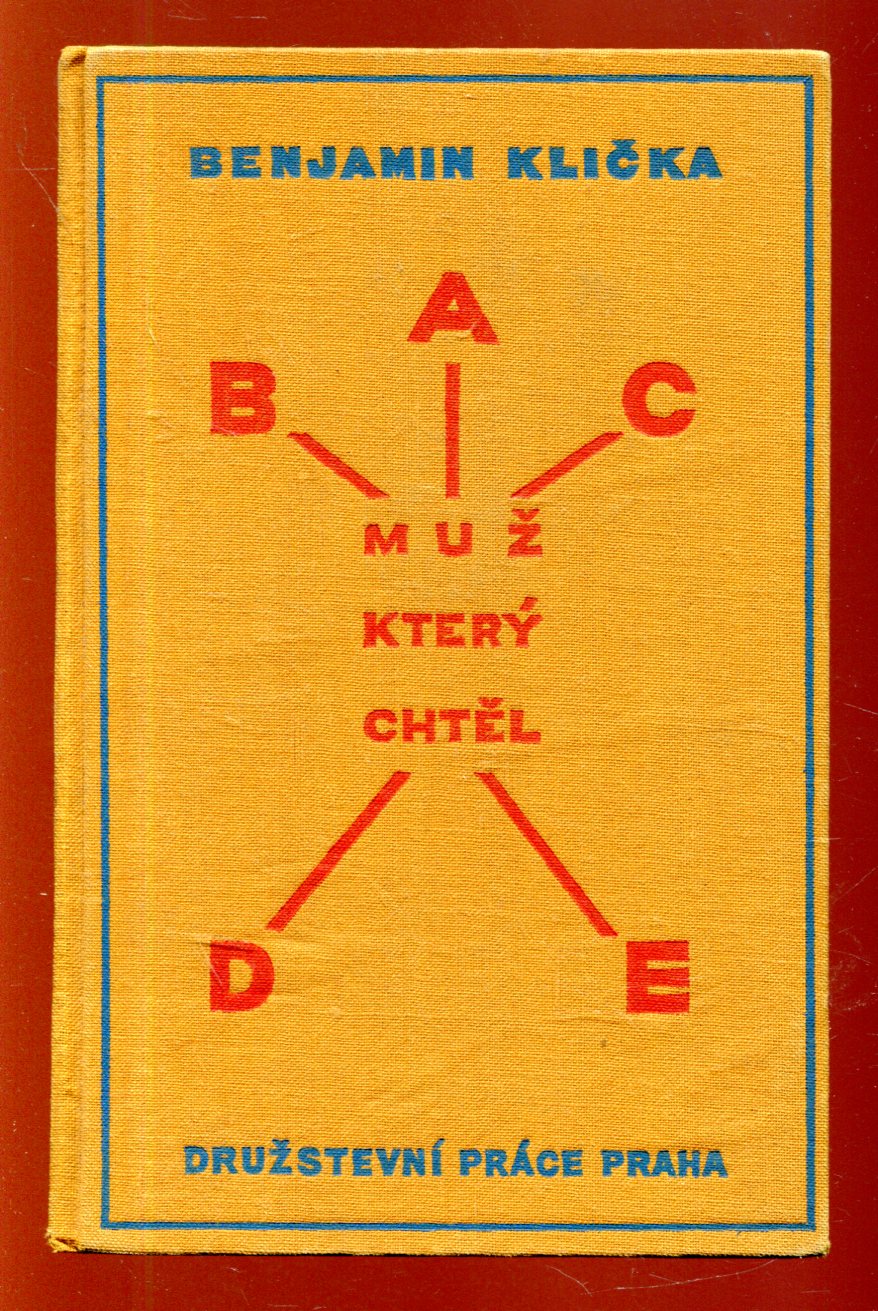 BENJAMIN KLIČKA
A
B C
MUŽ
KTERÝ
CHTĚL
D E
DRUŽSTEVNÍ PRÁCE PRAHA